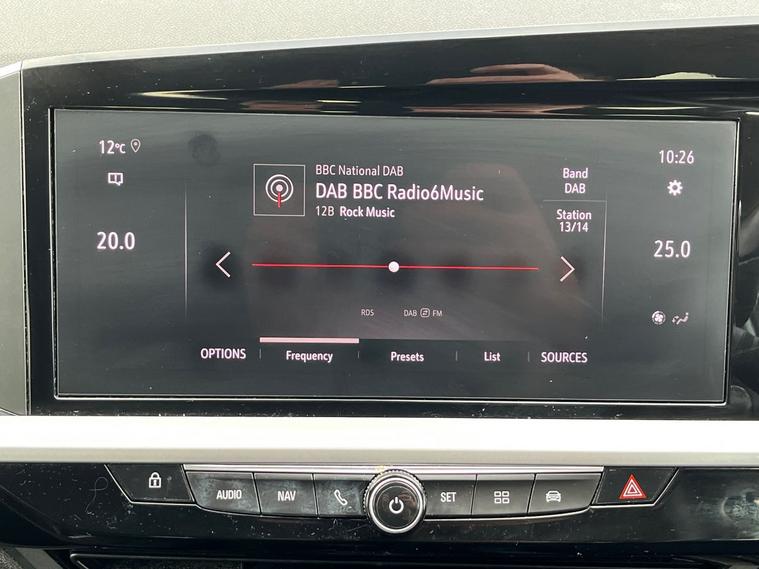 12°C
10:26
BBC National DAB
DAB BBC Radio6Music
12B Rock Music
Band
DAB
Station
13/14
20.0
25.0
RDS
DAB FM
OPTIONS
Frequency
Presets
List
SOURCES
AUDIO
NAV
SET